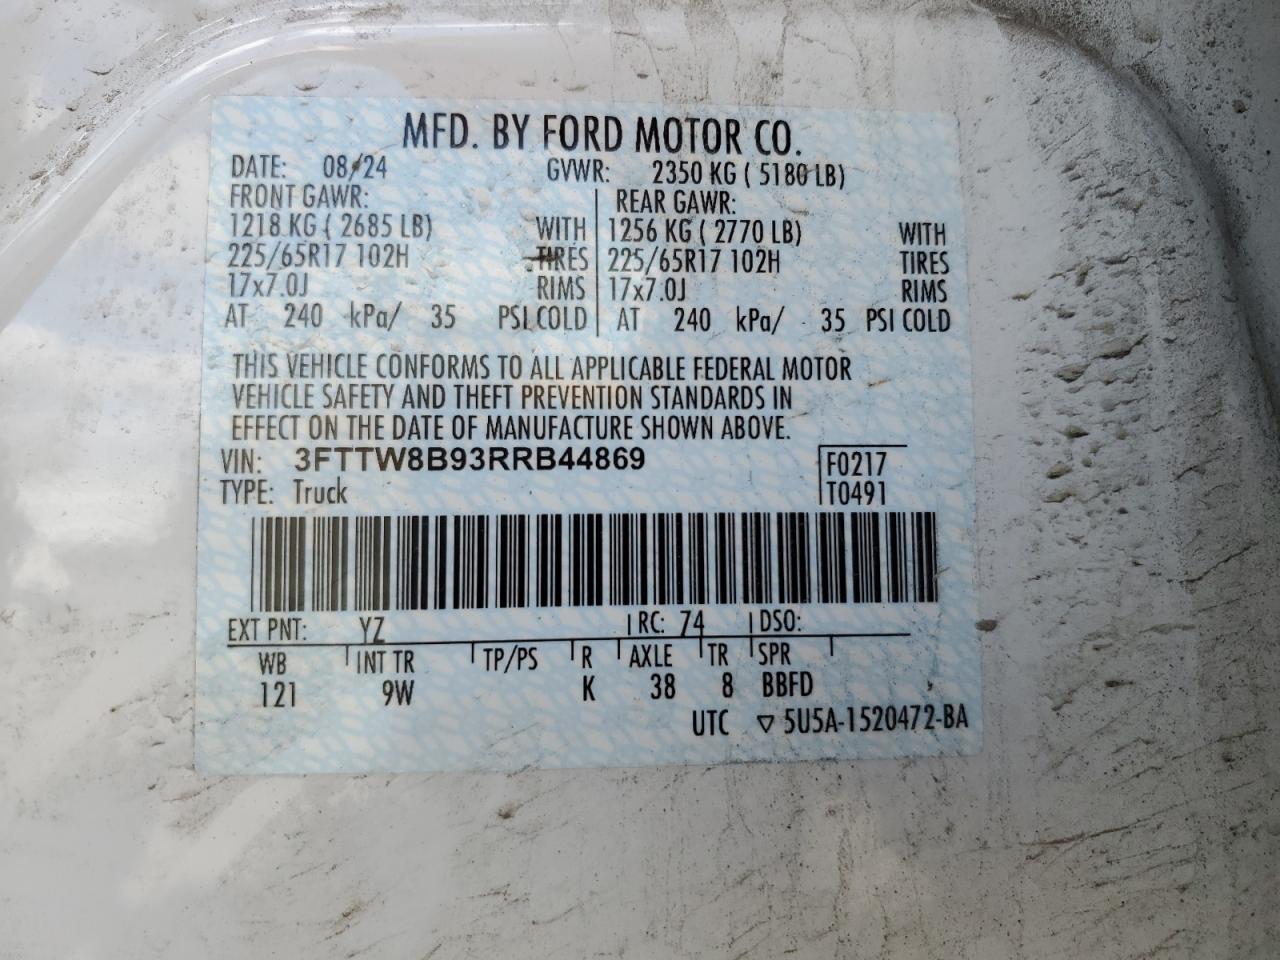 MFD. BY FORD MOTOR CO.
DATE: 08/24 GVWR: 2350 KG ( 5180 LB)
FRONT GAWR: REAR GAWR:
1218 KG ( 2685 LB) WITH 1256 KG ( 2770 LB) WITH
225/65R17 102H TIRES 225/65R17 102H TIRES
17x7.0J RIMS 17x7.0J RIMS
AT 240 kPa/ 35 PSI COLD AT 240 kPa/ 35 PSI COLD
THIS VEHICLE CONFORMS TO ALL APPLICABLE FEDERAL MOTOR
VEHICLE SAFETY AND THEFT PREVENTION STANDARDS IN
EFFECT ON THE DATE OF MANUFACTURE SHOWN ABOVE.
VIN: 3FTTW8B93RRB44869 F0217
TYPE: Truck T0491
EXT PNT: YZ RC: 74 DSO:
WB INT TR TP/PS R AXLE TR SPR
121 9W K 38 8 BBFD
UTC ▽ 5U5A-1520472-BA